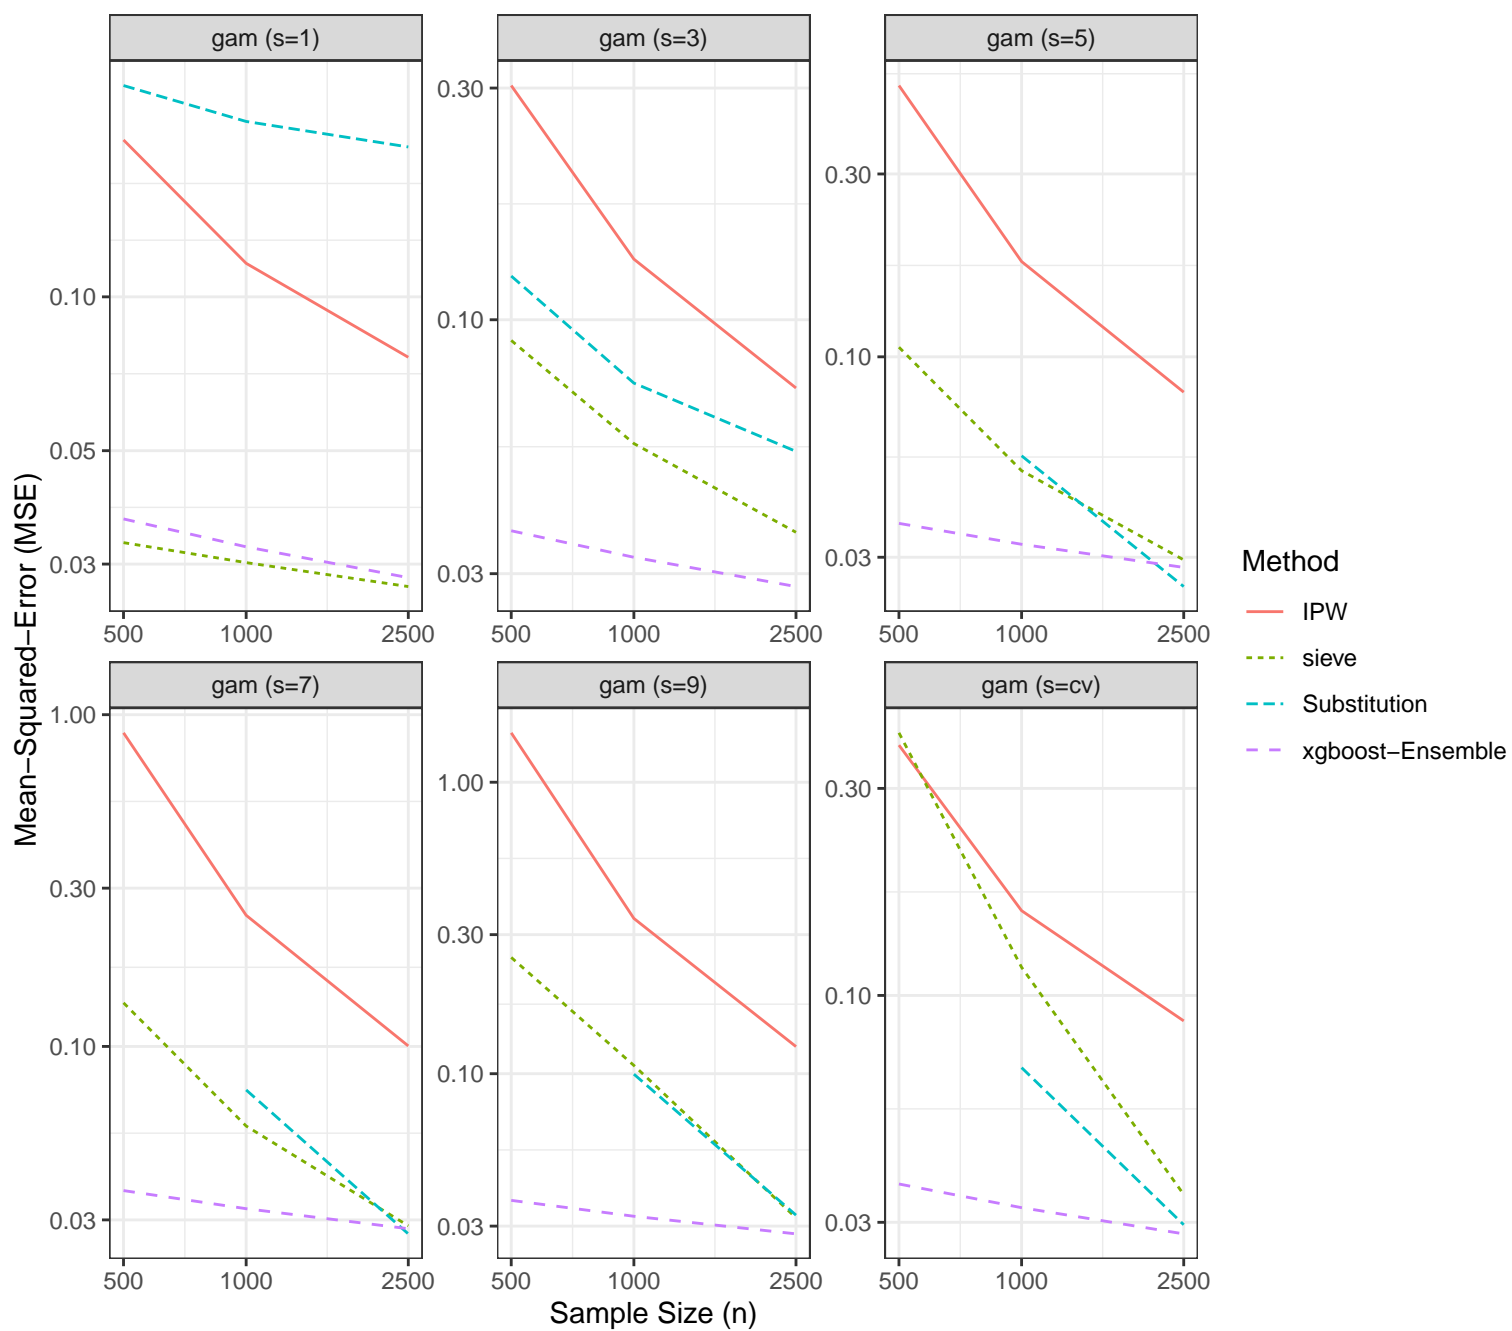 gam (s=1)
gam (s=3)
gam (s=5)
0.10
0.05
0.03
0.30
0.10
0.03
0.30
0.10
0.03
500
1000
2500
500
1000
2500
500
1000
2500
gam (s=7)
gam (s=9)
gam (s=cv)
1.00
0.30
0.10
0.03
1.00
0.30
0.10
0.03
0.30
0.10
0.03
500
1000
2500
500
1000
2500
500
1000
2500
Sample Size (n)
Mean−Squared−Error (MSE)
Method
IPW
sieve
Substitution
xgboost−Ensemble